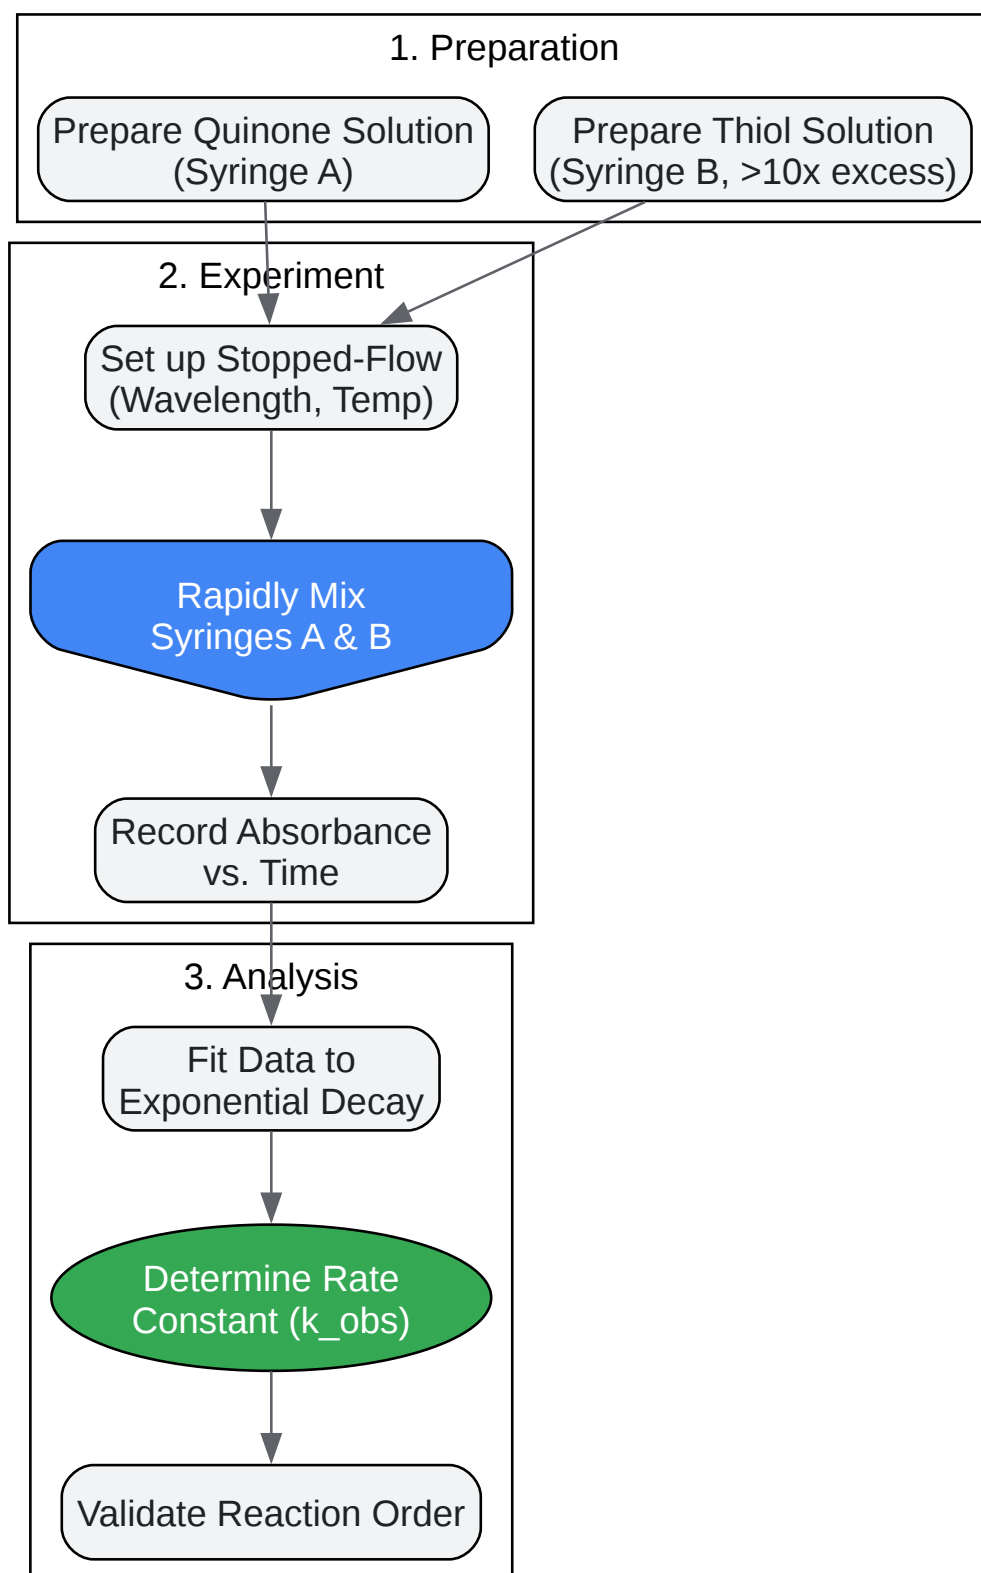 1. Preparation
Prepare Quinone Solution
(Syringe A)
Prepare Thiol Solution
(Syringe B, >10x excess)
2. Experiment
Set up Stopped-Flow
(Wavelength, Temp)
Rapidly Mix
Syringes A & B
Record Absorbance
vs. Time
3. Analysis
Fit Data to
Exponential Decay
Determine Rate
Constant (k_obs)
Validate Reaction Order